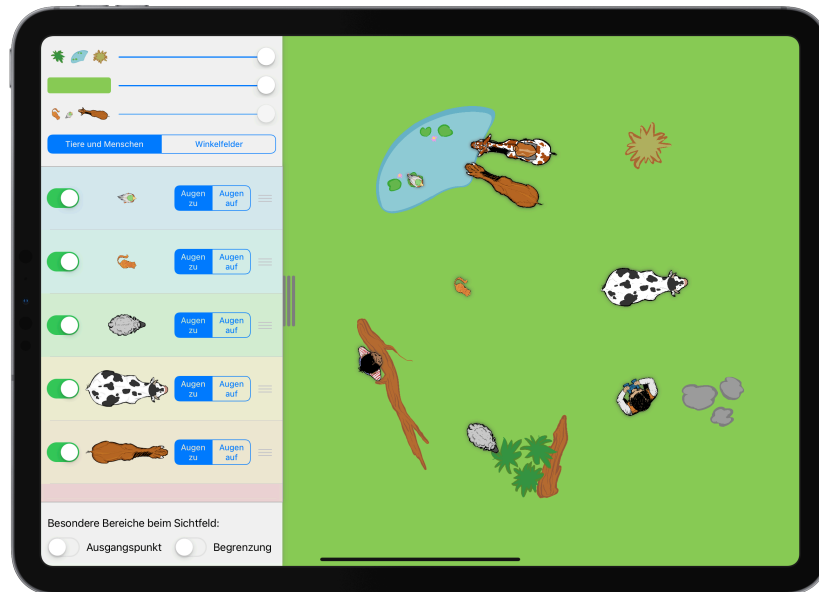 Tiere und Menschen Winkelfelder
Augen Augen
zu auf
Augen Augen
zu auf
Augen Augen
zu auf
Augen Augen
zu auf
Augen Augen
zu auf
Besondere Bereiche beim Sichtfeld:
Ausgangspunkt Begrenzung